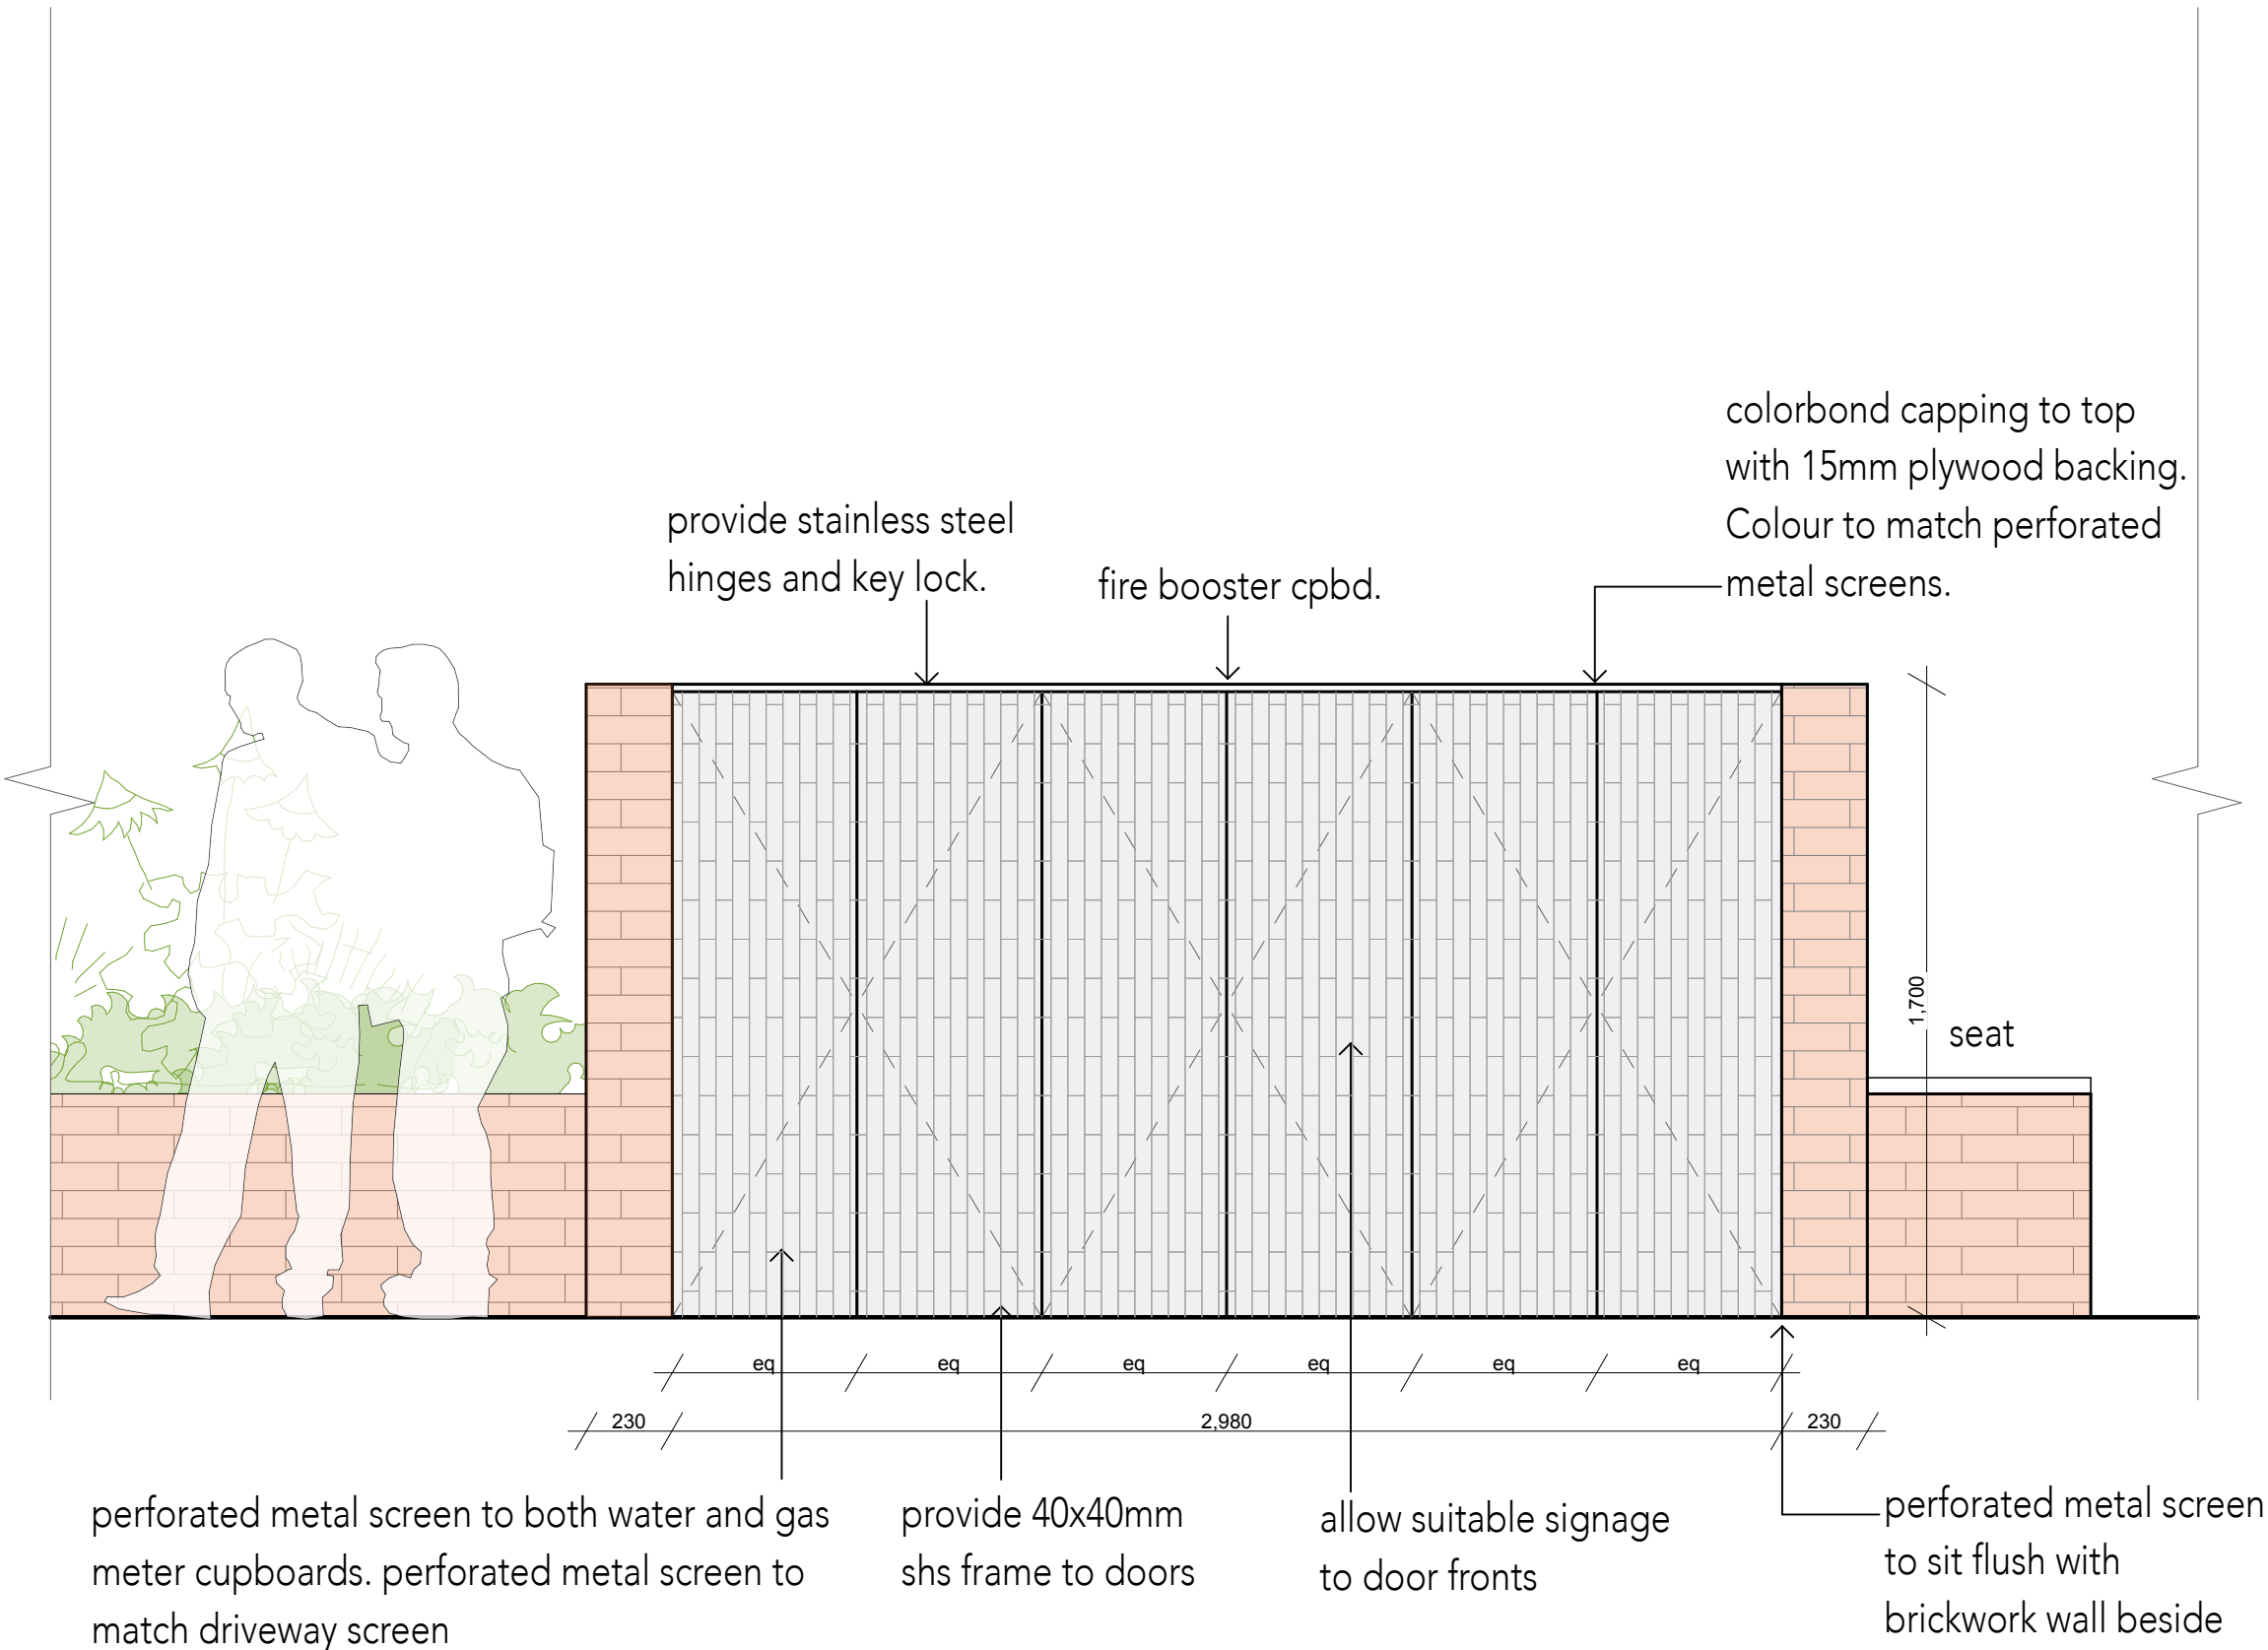 colorbond capping to top
with 15mm plywood backing.
Colour to match perforated
metal screens.
provide stainless steel
hinges and key lock.
fire booster cpbd.
1,700
seat
eq
eq
eq
eq
eq
eq
230
2,980
230
perforated metal screen to both water and gas
meter cupboards. perforated metal screen to
match driveway screen
provide 40x40mm
shs frame to doors
allow suitable signage
to door fronts
perforated metal screen
to sit flush with
brickwork wall beside